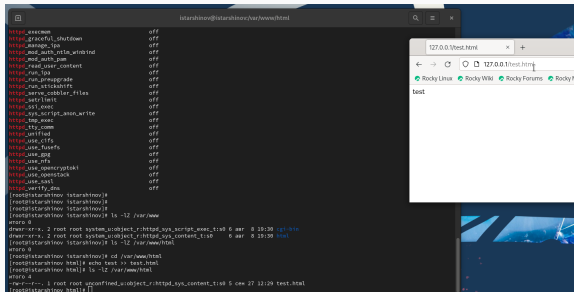 istarshinov@istarshinov:/var/www/html
httpd_execmem off
httpd_graceful_shutdown off
httpd_manage_ipa off
httpd_mod_auth_ntlm_winbind off
httpd_mod_auth_pam off
httpd_read_user_content off
httpd_run_ipa off
httpd_run_preupgrade off
httpd_run_stickshift off
httpd_serve_cobbler_files off
httpd_setrlimit off
httpd_ssi_exec off
httpd_sys_script_anon_write off
httpd_tmp_exec off
httpd_tty_comm off
httpd_unified off
httpd_use_cifs off
httpd_use_fusefs off
httpd_use_gpg off
httpd_use_nfs off
httpd_use_opencryptoki off
httpd_use_openstack off
httpd_use_sasl off
httpd_verify_dns off
[root@istarshinov istarshinov]#
[root@istarshinov istarshinov]#
[root@istarshinov istarshinov]# ls -lZ /var/www
итого 0
drwxr-xr-x. 2 root root system_u:object_r:httpd_sys_script_exec_t:s0 6 авг 8 19:30 cgi-bin
drwxr-xr-x. 2 root root system_u:object_r:httpd_sys_content_t:s0 6 авг 8 19:30 html
[root@istarshinov istarshinov]# ls -lZ /var/www/html
итого 0
[root@istarshinov istarshinov]# cd /var/www/html
[root@istarshinov html]# echo test >> test.html
[root@istarshinov html]# ls -lZ /var/www/html
итого 4
-rw-r--r--. 1 root root unconfined_u:object_r:httpd_sys_content_t:s0 5 сен 27 12:29 test.html
[root@istarshinov html]#
127.0.0.1/test.html
127.0.0.1/test.html
Rocky Linux Rocky Wiki Rocky Forums Rocky M
test